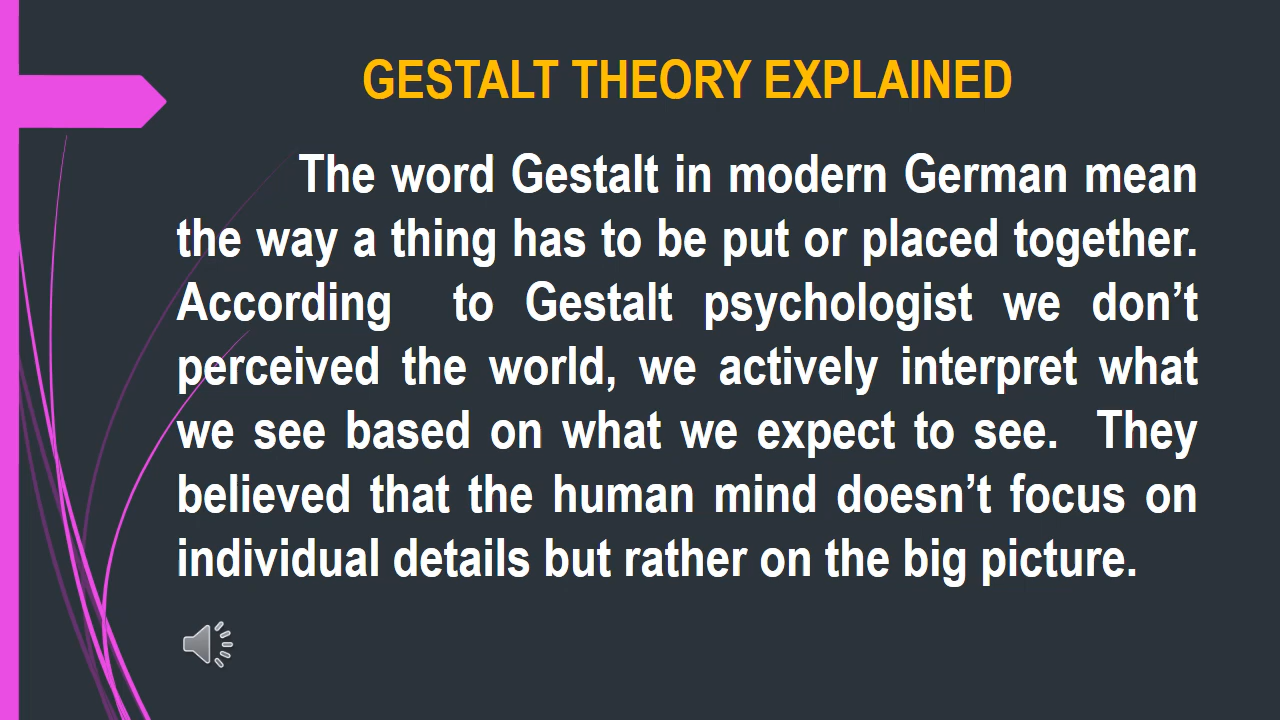 GESTALT THEORY EXPLAINED
The word Gestalt in modern German mean
the way a thing has to be put or placed together.
According to Gestalt psychologist we don’t
perceived the world, we actively interpret what
we see based on what we expect to see. They
believed that the human mind doesn’t focus on
individual details but rather on the big picture.